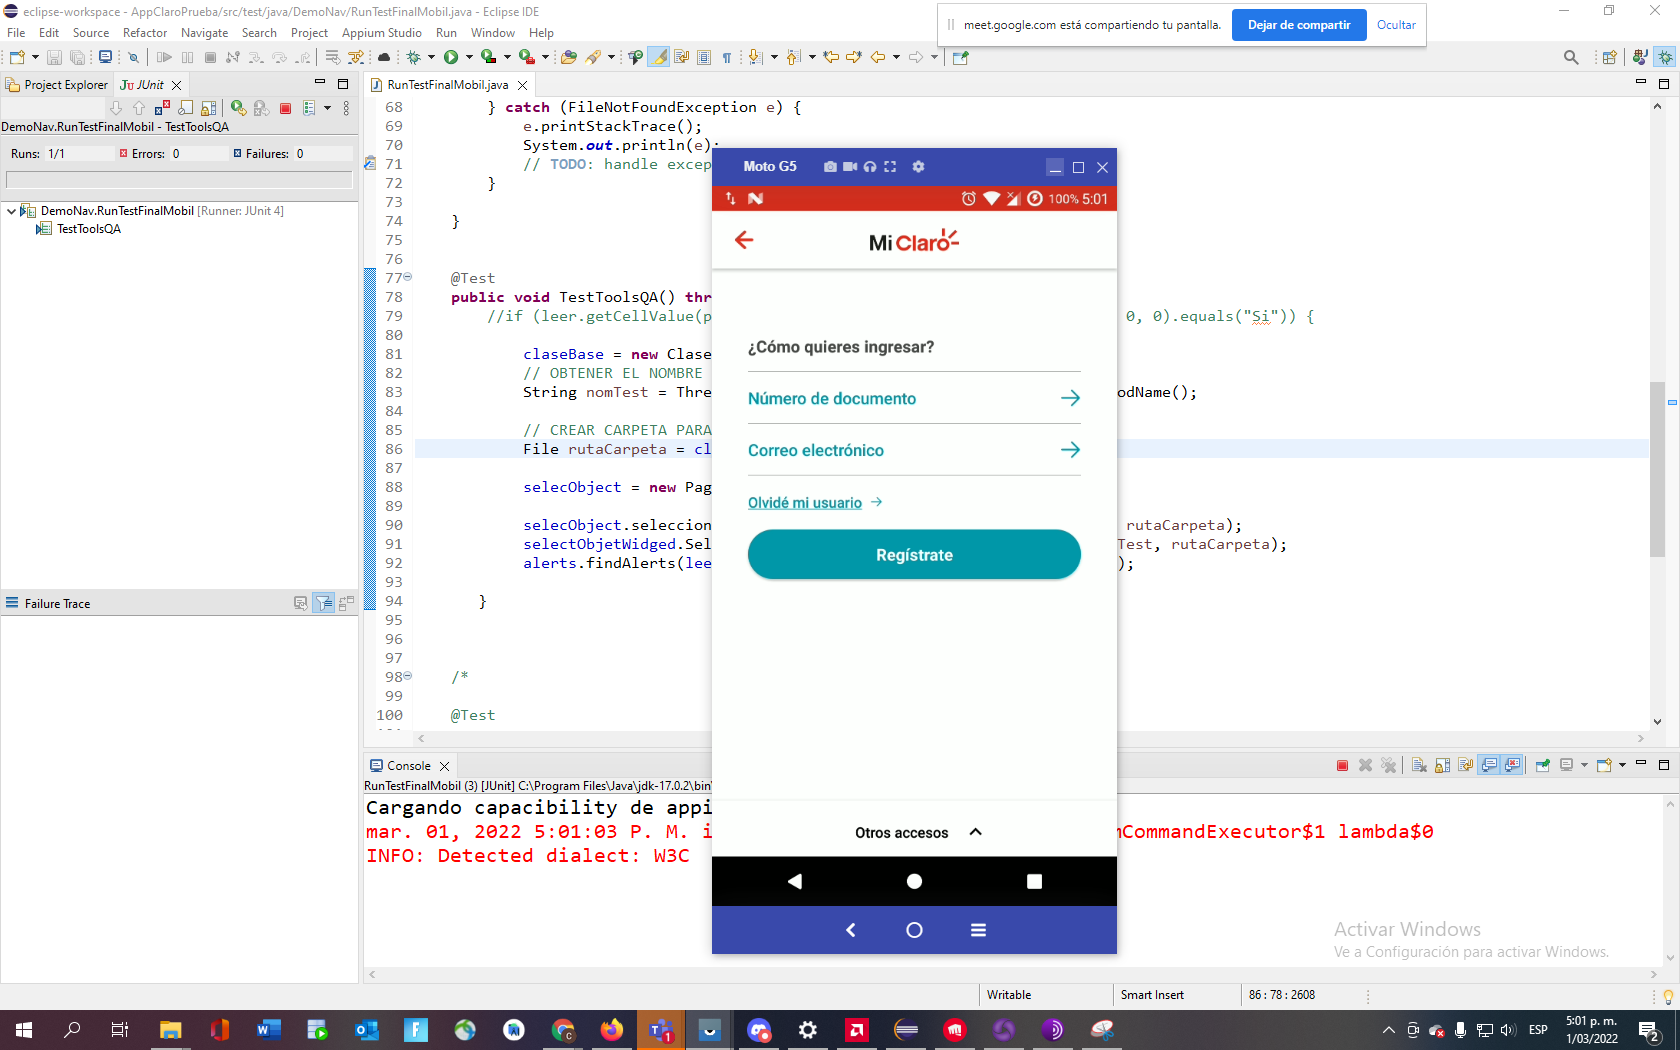 eclipse-workspace - AppClaroPrueba/src/test/java/DemoNav/RunTestFinalMobil.java - Eclipse IDE
meet.google.com está compartiendo tu pantalla.
Dejar de compartir
Ocultar
File Edit Source Refactor Navigate Search Project Appium Studio Run Window Help
Project Explorer
JUnit
DemoNav.RunTestFinalMobil - TestToolsQA
Runs: 1/1 Errors: 0 Failures: 0
DemoNav.RunTestFinalMobil [Runner: JUnit 4]
TestToolsQA
Failure Trace
RunTestFinalMobil.java
68 } catch (FileNotFoundException e) {
69 e.printStackTrace();
70 System.out.println(e);
71 // TODO: handle excep
72 }
73
74 }
75
76
77 @Test
78 public void TestToolsQA() thr
79 //if (leer.getCellValue(p 0, 0).equals("Si")) {
80
81 claseBase = new Clase
82 // OBTENER EL NOMBRE
83 String nomTest = Thre odName();
84
85 // CREAR CARPETA PARA
86 File rutaCarpeta = cl
87
88 selecObject = new Pag
89
90 selecObject.seleccion rutaCarpeta);
91 selectObjetWidged.Sel Test, rutaCarpeta);
92 alerts.findAlerts(lee );
93
94 }
95
96
97
98 /*
99
100 @Test
Moto G5
100% 5:01
Mi Claro
¿Cómo quieres ingresar?
Número de documento
Correo electrónico
Olvidé mi usuario
Regístrate
Otros accesos
Console
RunTestFinalMobil (3) [JUnit] C:\Program Files\Java\jdk-17.0.2\bin\
Cargando capacibility de appi
mar. 01, 2022 5:01:03 P. M. i mCommandExecutor$1 lambda$0
INFO: Detected dialect: W3C
Activar Windows
Ve a Configuración para activar Windows.
Writable Smart Insert 86 : 78 : 2608
ESP
5:01 p. m.
1/03/2022